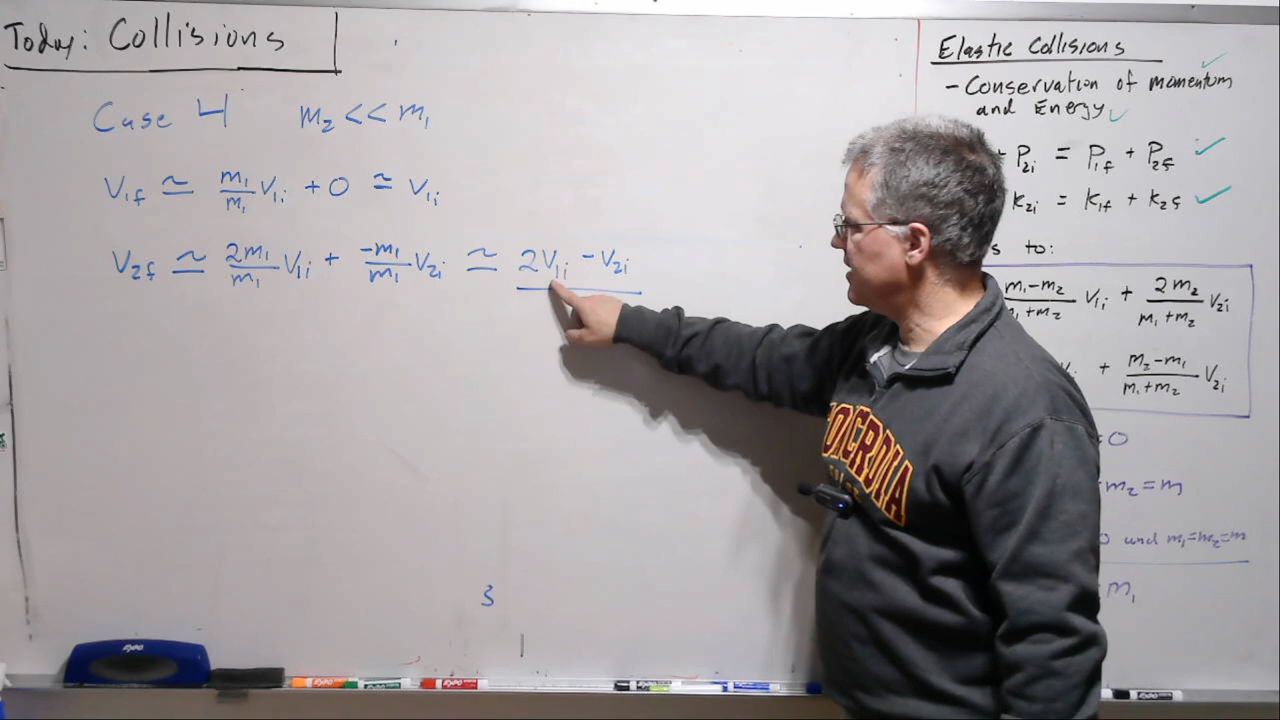 Today: Collisions
Case 4 m₂ << m₁
V₁f ≃ m₁/m₁ V₁i + 0 ≃ V₁i
V₂f ≃ 2m₁/m₁ V₁i + -m₁/m₁ V₂i ≃ 2V₁i - V₂i
3
Elastic Collisions
- Conservation of momentum ✓
and Energy ✓
+ P₂i = P₁f + P₂f ✓
K₂i = K₁f + K₂f ✓
to:
m₁-m₂/m₁+m₂ V₁i + 2m₂/m₁+m₂ V₂i
+ m₂-m₁/m₁+m₂ V₂i
=0
m₂=m
and m₁=m₂=m
m₁
EXPO